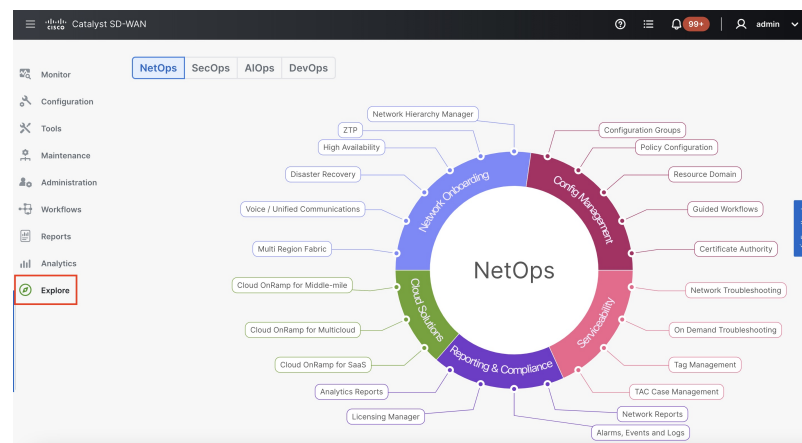 CISCO Catalyst SD-WAN
99+ admin
Monitor
Configuration
Tools
Maintenance
Administration
Workflows
Reports
Analytics
Explore
NetOps SecOps AIOps DevOps
Network Hierarchy Manager
ZTP
High Availability
Disaster Recovery
Voice / Unified Communications
Multi Region Fabric
Cloud OnRamp for Middle-mile
Cloud OnRamp for Multicloud
Cloud OnRamp for SaaS
Analytics Reports
Licensing Manager
Alarms, Events and Logs
Network Reports
TAC Case Management
Tag Management
On Demand Troubleshooting
Network Troubleshooting
Certificate Authority
Guided Workflows
Resource Domain
Policy Configuration
Configuration Groups
Network Onboarding
Config Management
Serviceability
Reporting & Compliance
Cloud Solutions
NetOps